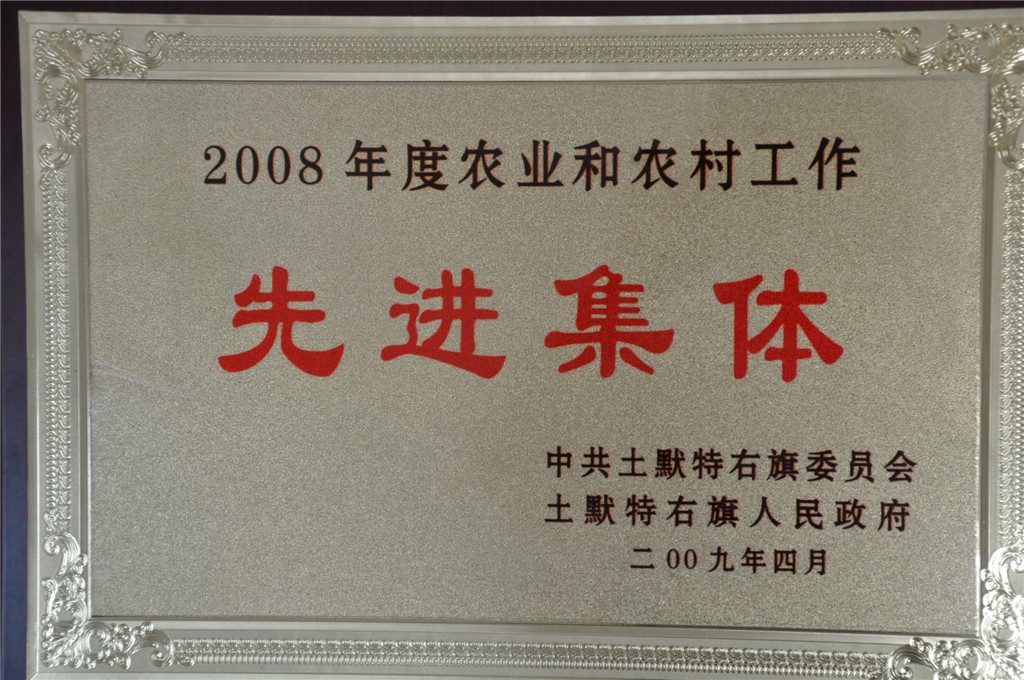 2008年度农业和农村工作
先进集体
中共土默特右旗委员会
土默特右旗人民政府
二00九年四月